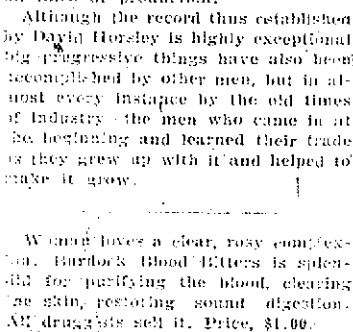 Although the record thus established
by David Horsley is highly exceptional
big progressive things have also been
accomplished by other men, but in al-
most every instance by the old times
of industry the men who came in at
the beginning and learned their trade
as they grew up with it and helped to
make it grow.
Woman loves a clear, rosy complex-
ion. Burdock Blood Bitters is splen-
did for purifying the blood, clearing
the skin, restoring sound digestion.
All druggists sell it. Price, $1.00.